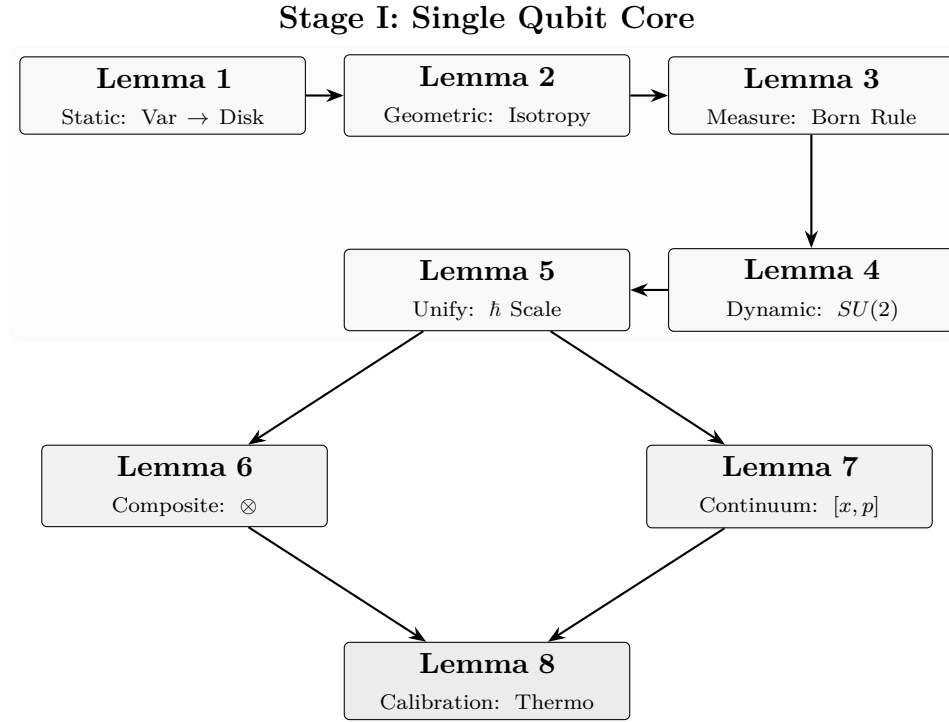 Stage I: Single Qubit Core
Lemma 1
Static: Var → Disk
Lemma 2
Geometric: Isotropy
Lemma 3
Measure: Born Rule
Lemma 5
Unify: ℏ Scale
Lemma 4
Dynamic: SU(2)
Lemma 6
Composite: ⊗
Lemma 7
Continuum: [x, p]
Lemma 8
Calibration: Thermo